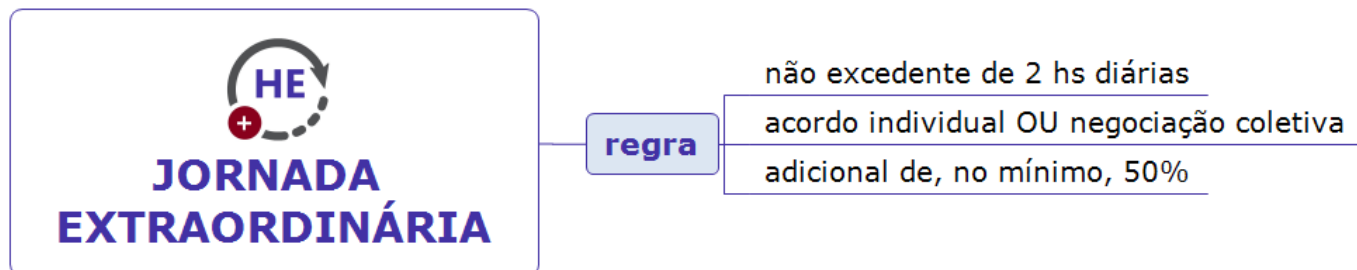 HE
+
JORNADA
EXTRAORDINÁRIA
regra
não excedente de 2 hs diárias
acordo individual OU negociação coletiva
adicional de, no mínimo, 50%